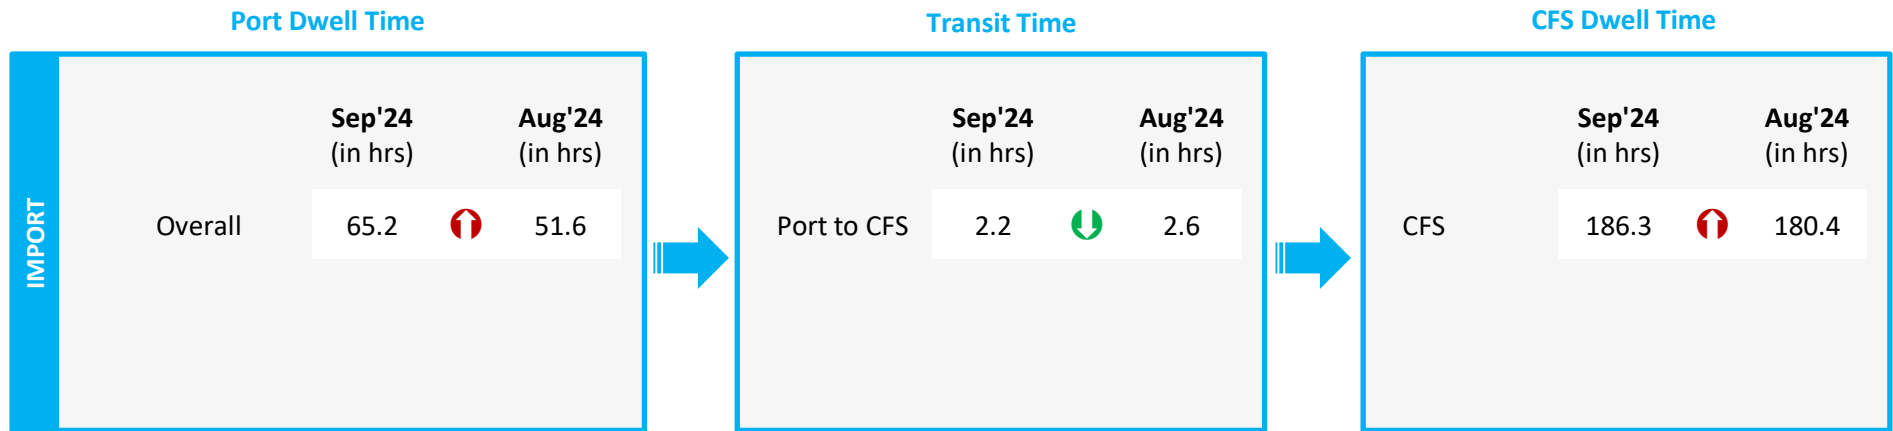 Port Dwell Time
Transit Time
CFS Dwell Time
IMPORT
Sep'24 Aug'24
(in hrs) (in hrs)
Overall 65.2 51.6
Sep'24 Aug'24
(in hrs) (in hrs)
Port to CFS 2.2 2.6
Sep'24 Aug'24
(in hrs) (in hrs)
CFS 186.3 180.4